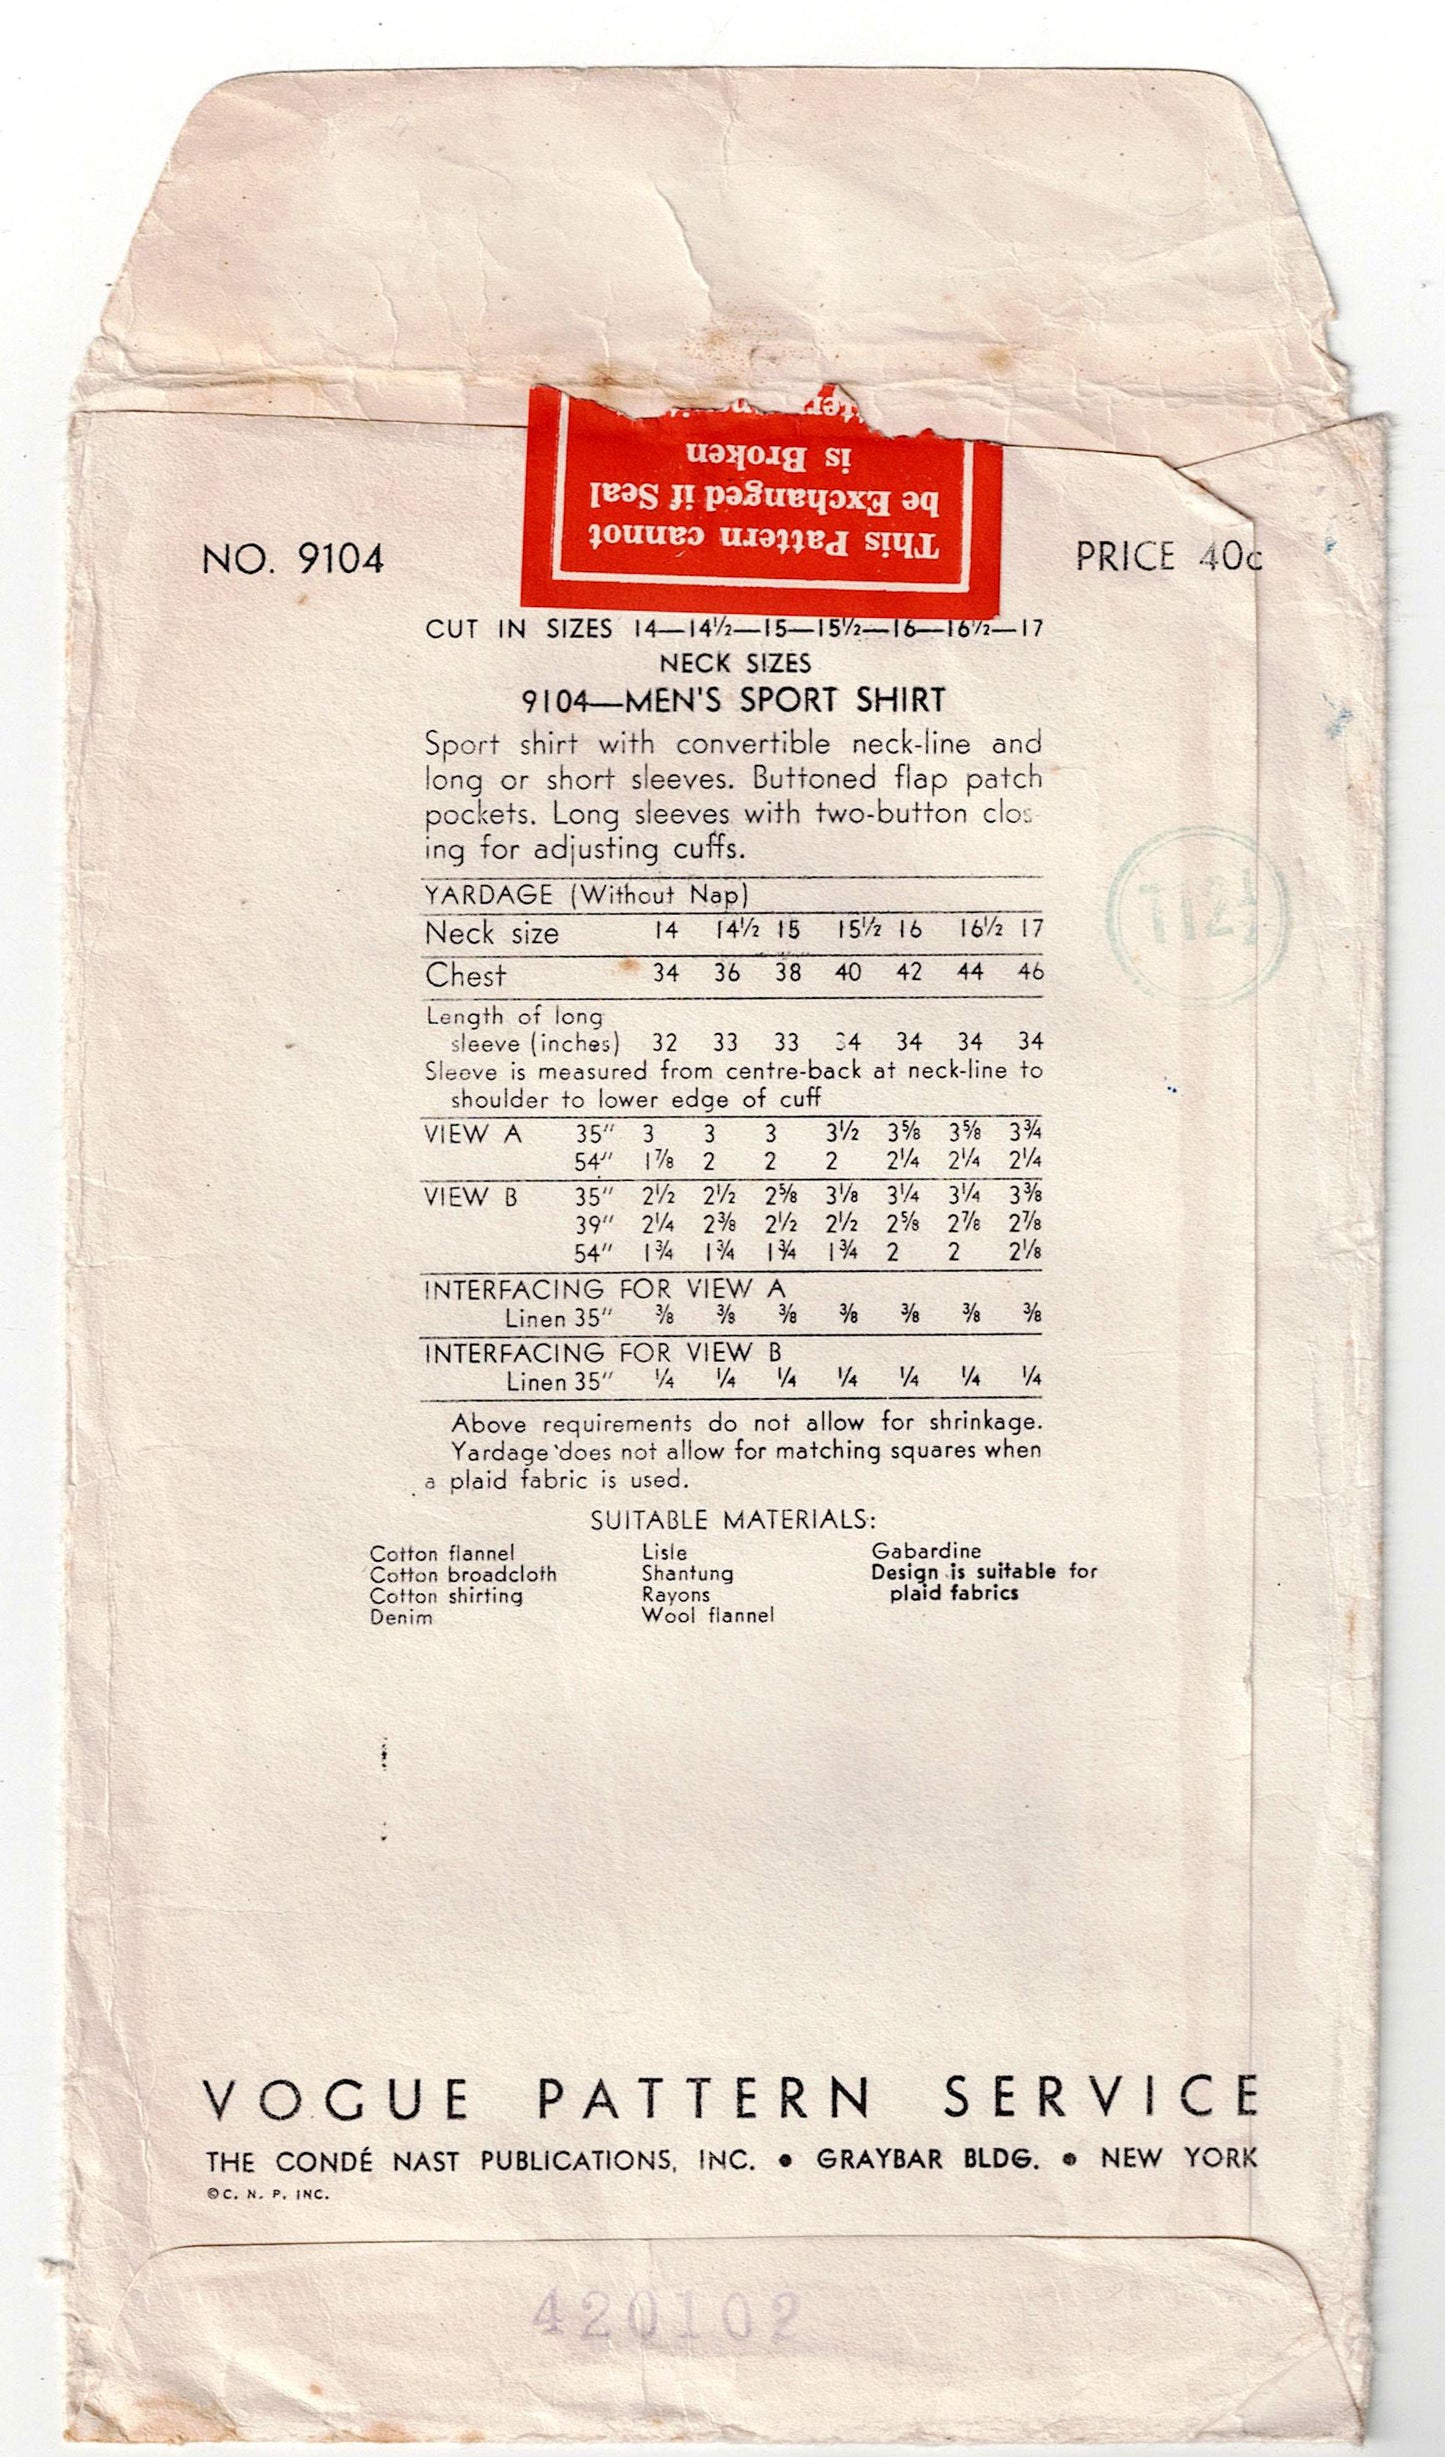 is Broken
be Exchanged if Seal
This Pattern cannot
NO. 9104
PRICE 40c
CUT IN SIZES 14—14½—15—15½—16—16½—17
NECK SIZES
9104—MEN'S SPORT SHIRT
Sport shirt with convertible neck-line and
long or short sleeves. Buttoned flap patch
pockets. Long sleeves with two-button clos-
ing for adjusting cuffs.
YARDAGE (Without Nap)
Neck size 14 14½ 15 15½ 16 16½ 17
Chest 34 36 38 40 42 44 46
Length of long
sleeve (inches) 32 33 33 34 34 34 34
Sleeve is measured from centre-back at neck-line to
shoulder to lower edge of cuff
VIEW A 35" 3 3 3 3½ 3⅝ 3⅝ 3¾
54" 1⅞ 2 2 2 2¼ 2¼ 2¼
VIEW B 35" 2½ 2½ 2⅝ 3⅛ 3¼ 3¼ 3⅜
39" 2¼ 2⅜ 2½ 2½ 2⅝ 2⅞ 2⅞
54" 1¾ 1¾ 1¾ 1¾ 2 2 2⅛
INTERFACING FOR VIEW A
Linen 35" ⅜ ⅜ ⅜ ⅜ ⅜ ⅜ ⅜
INTERFACING FOR VIEW B
Linen 35" ¼ ¼ ¼ ¼ ¼ ¼ ¼
Above requirements do not allow for shrinkage.
Yardage does not allow for matching squares when
a plaid fabric is used.
SUITABLE MATERIALS:
Cotton flannel
Cotton broadcloth
Cotton shirting
Denim
Lisle
Shantung
Rayons
Wool flannel
Gabardine
Design is suitable for
plaid fabrics
VOGUE PATTERN SERVICE
THE CONDÉ NAST PUBLICATIONS, INC. • GRAYBAR BLDG. • NEW YORK
©C. N. P. INC.
420102